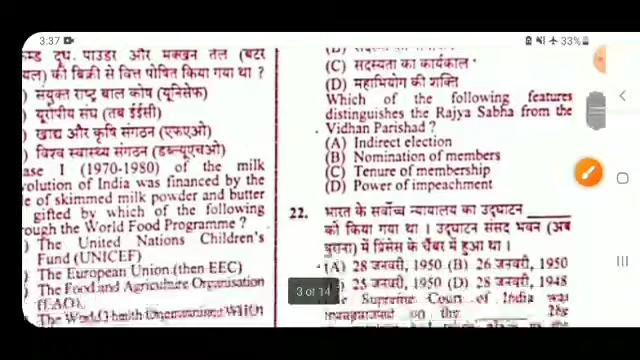 3:37
33%
दूध पाउडर और मक्खन तेल (बटर
की बिक्री से वित्त पोषित किया गया था ?
संयुक्त राष्ट्र बाल कोष (यूनिसेफ)
यूरोपीय संघ (तब ईईसी)
खाद्य और कृषि संगठन (एफएओ)
विश्व स्वास्थ्य संगठन (डब्ल्यूएचओ)
ase I (1970-1980) of the milk
volution of India was financed by the
e of skimmed milk powder and butter
gifted by which of the following
rough the World Food Programme ?
The United Nations Children's
Fund (UNICEF)
The European Union (then EEC)
The Food and Agriculture Organisation
(FAO)
The World Health
(C) सदस्यता का कार्यकाल
(D) महाभियोग की शक्ति
Which of the following features
distinguishes the Rajya Sabha from the
Vidhan Parishad ?
(A) Indirect election
(B) Nomination of members
(C) Tenure of membership
(D) Power of impeachment
22. भारत के सर्वोच्च न्यायालय का उद्घाटन ______
को किया गया था । उद्घाटन संसद भवन (अब
पुराना) में प्रिंसेस के चैंबर में हुआ था ।
(A) 28 जनवरी, 1950 (B) 26 जनवरी, 1950
25 जनवरी, 1950 (D) 28 जनवरी, 1948
Supreme Court of India was
on the
3 of 14